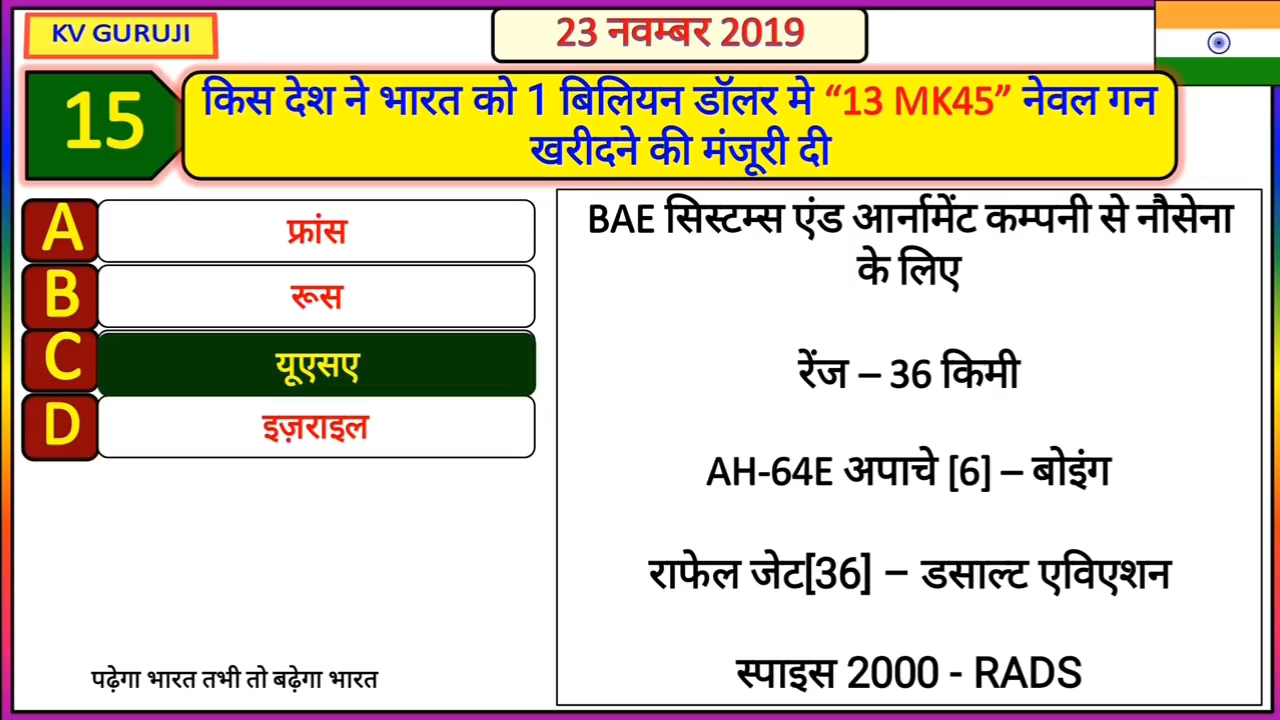 KV GURUJI
23 नवम्बर 2019
15
किस देश ने भारत को 1 बिलियन डॉलर मे “13 MK45” नेवल गन
खरीदने की मंजूरी दी
A
फ्रांस
B
रूस
C
यूएसए
D
इज़राइल
BAE सिस्टम्स एंड आर्नामेंट कम्पनी से नौसेना
के लिए
रेंज – 36 किमी
AH-64E अपाचे [6] – बोइंग
राफेल जेट[36] – डसाल्ट एविएशन
स्पाइस 2000 - RADS
पढ़ेगा भारत तभी तो बढ़ेगा भारत